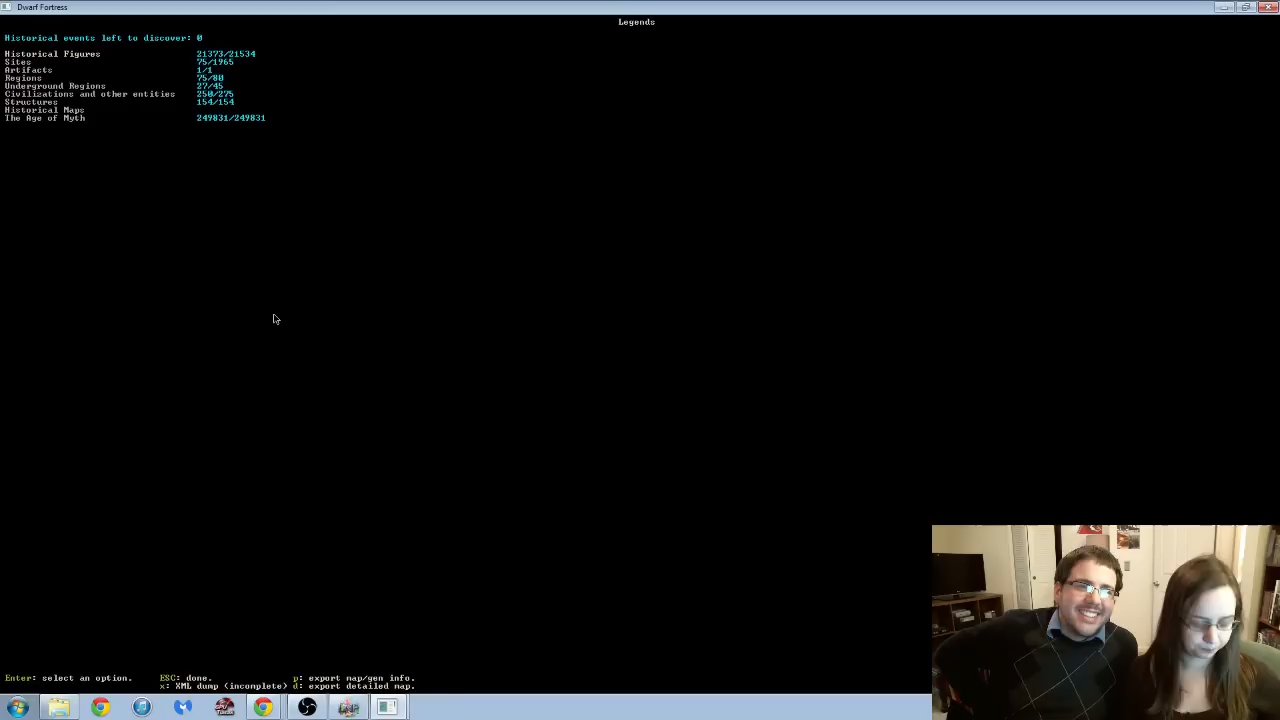 Dwarf Fortress
Legends
Historical events left to discover: 0
Historical Figures 21373/21534
Sites 75/1965
Artifacts 1/1
Regions 75/80
Underground Regions 27/45
Civilizations and other entities 250/275
Structures 154/154
Historical Maps
The Age of Myth 249831/249831
Enter: select an option. ESC: done. p: export map/gen info.
x: XML dump (incomplete) d: export detailed map.